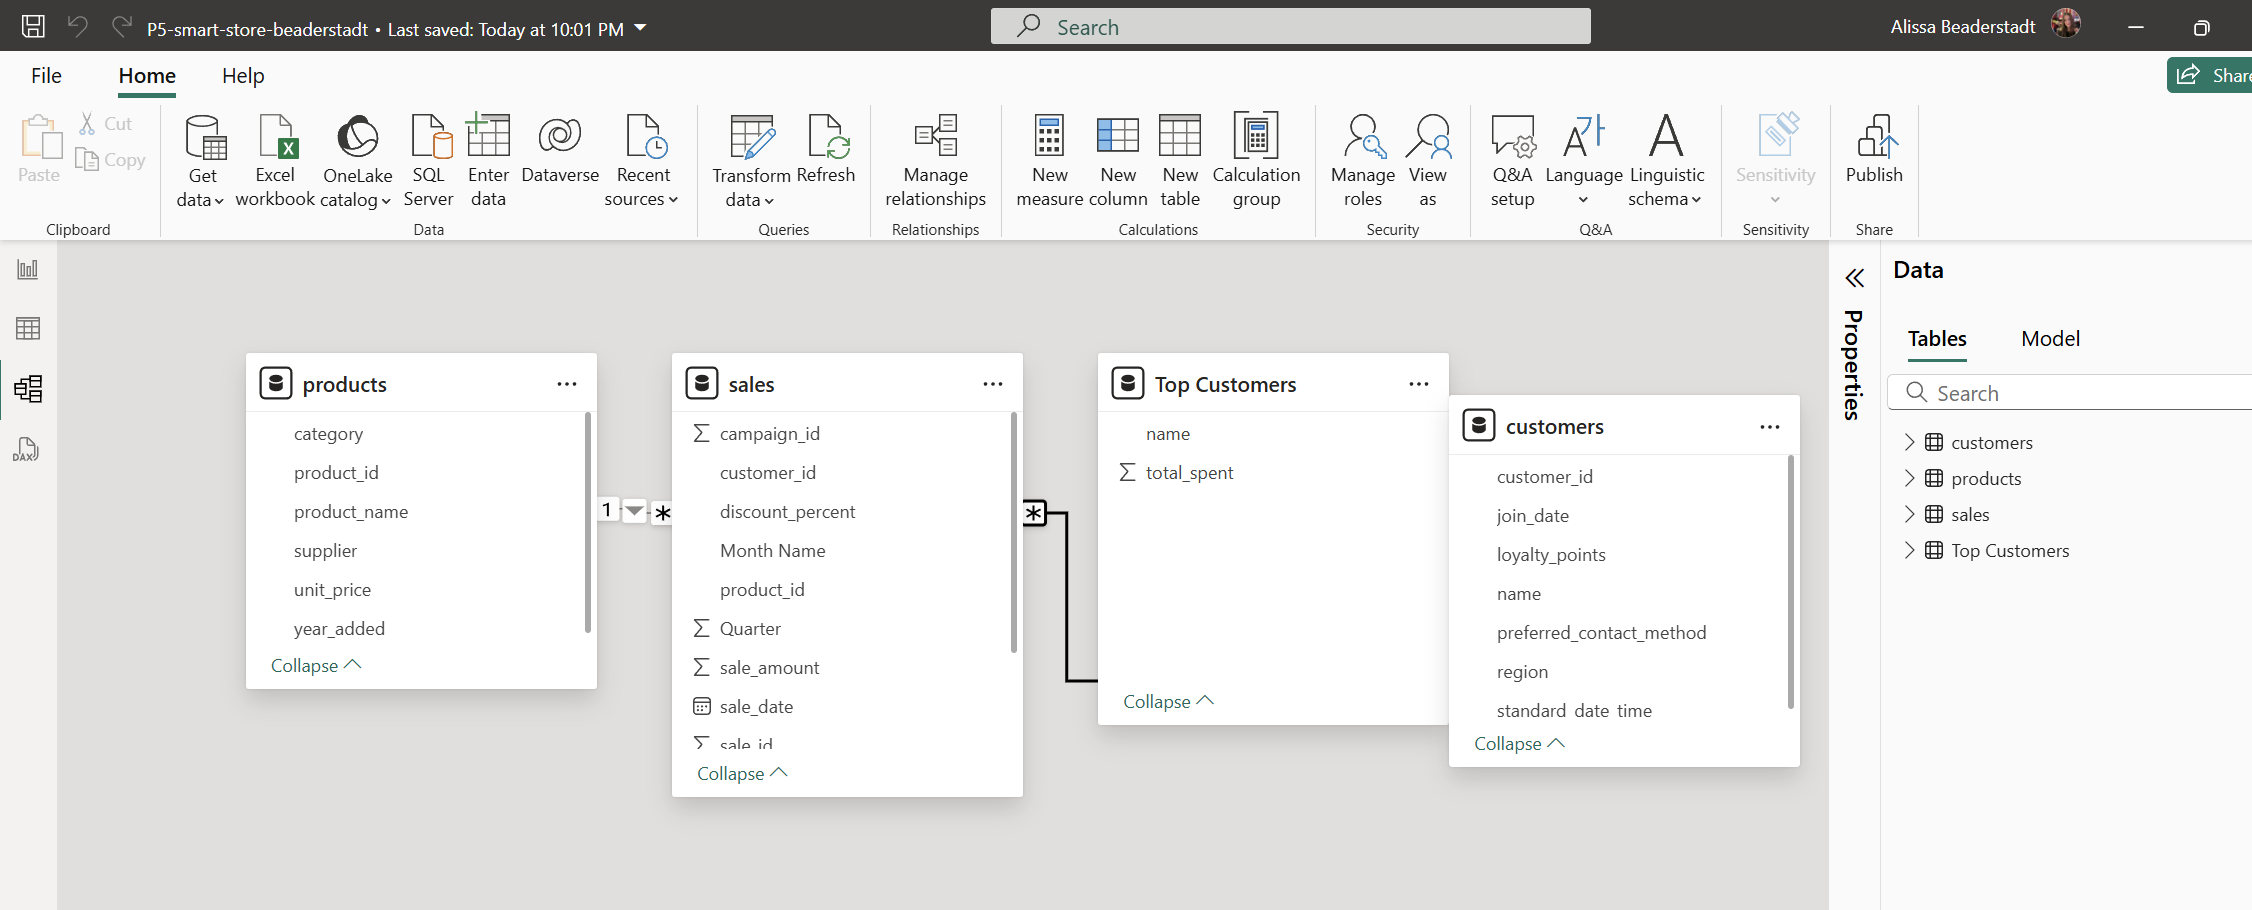 P5-smart-store-beaderstadt • Last saved: Today at 10:01 PM
Search
Alissa Beaderstadt
File
Home
Help
Share
Paste
Cut
Copy
Clipboard
Get data
Excel workbook
OneLake catalog
SQL Server
Enter data
Dataverse
Recent sources
Data
Transform data
Refresh
Queries
Manage relationships
Relationships
New measure
New column
New table
Calculation group
Calculations
Manage roles
View as
Security
Q&A setup
Language
Linguistic schema
Q&A
Sensitivity
Sensitivity
Publish
Share
DAX
products
category
product_id
product_name
supplier
unit_price
year_added
Collapse
1
*
sales
campaign_id
customer_id
discount_percent
Month Name
product_id
Quarter
sale_amount
sale_date
sale_id
Collapse
*
Top Customers
name
total_spent
Collapse
customers
customer_id
join_date
loyalty_points
name
preferred_contact_method
region
standard_date_time
Collapse
Properties
Data
Tables
Model
Search
customers
products
sales
Top Customers